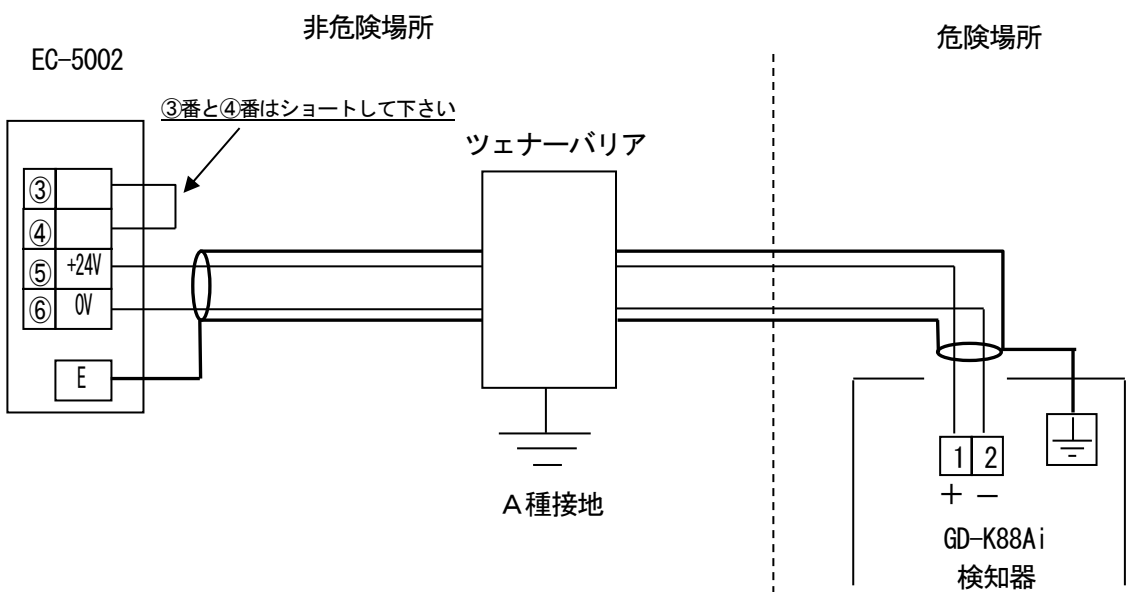 非危険場所
危険場所
EC-5002
③番と④番はショートして下さい
ツェナーバリア
③
④
⑤ +24V
⑥ 0V
E
A種接地
1 2
+ −
GD-K88Ai
検知器